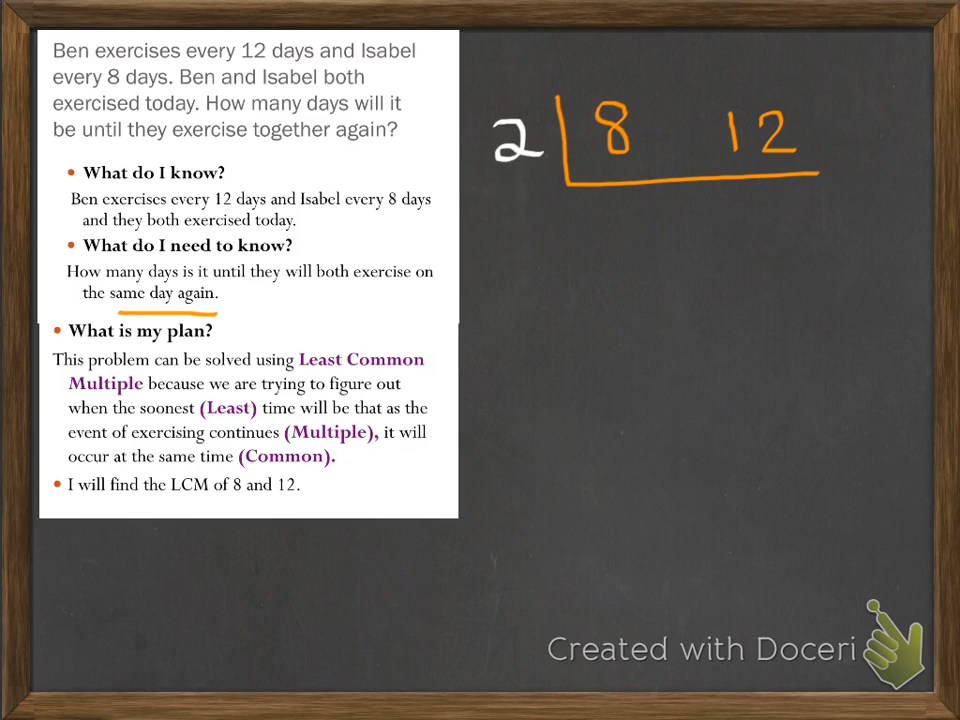 Ben exercises every 12 days and Isabel
every 8 days. Ben and Isabel both
exercised today. How many days will it
be until they exercise together again?
• What do I know?
Ben exercises every 12 days and Isabel every 8 days
and they both exercised today.
• What do I need to know?
How many days is it until they will both exercise on
the same day again.
• What is my plan?
This problem can be solved using Least Common
Multiple because we are trying to figure out
when the soonest (Least) time will be that as the
event of exercising continues (Multiple), it will
occur at the same time (Common).
• I will find the LCM of 8 and 12.
2 8 12
Created with Doceri